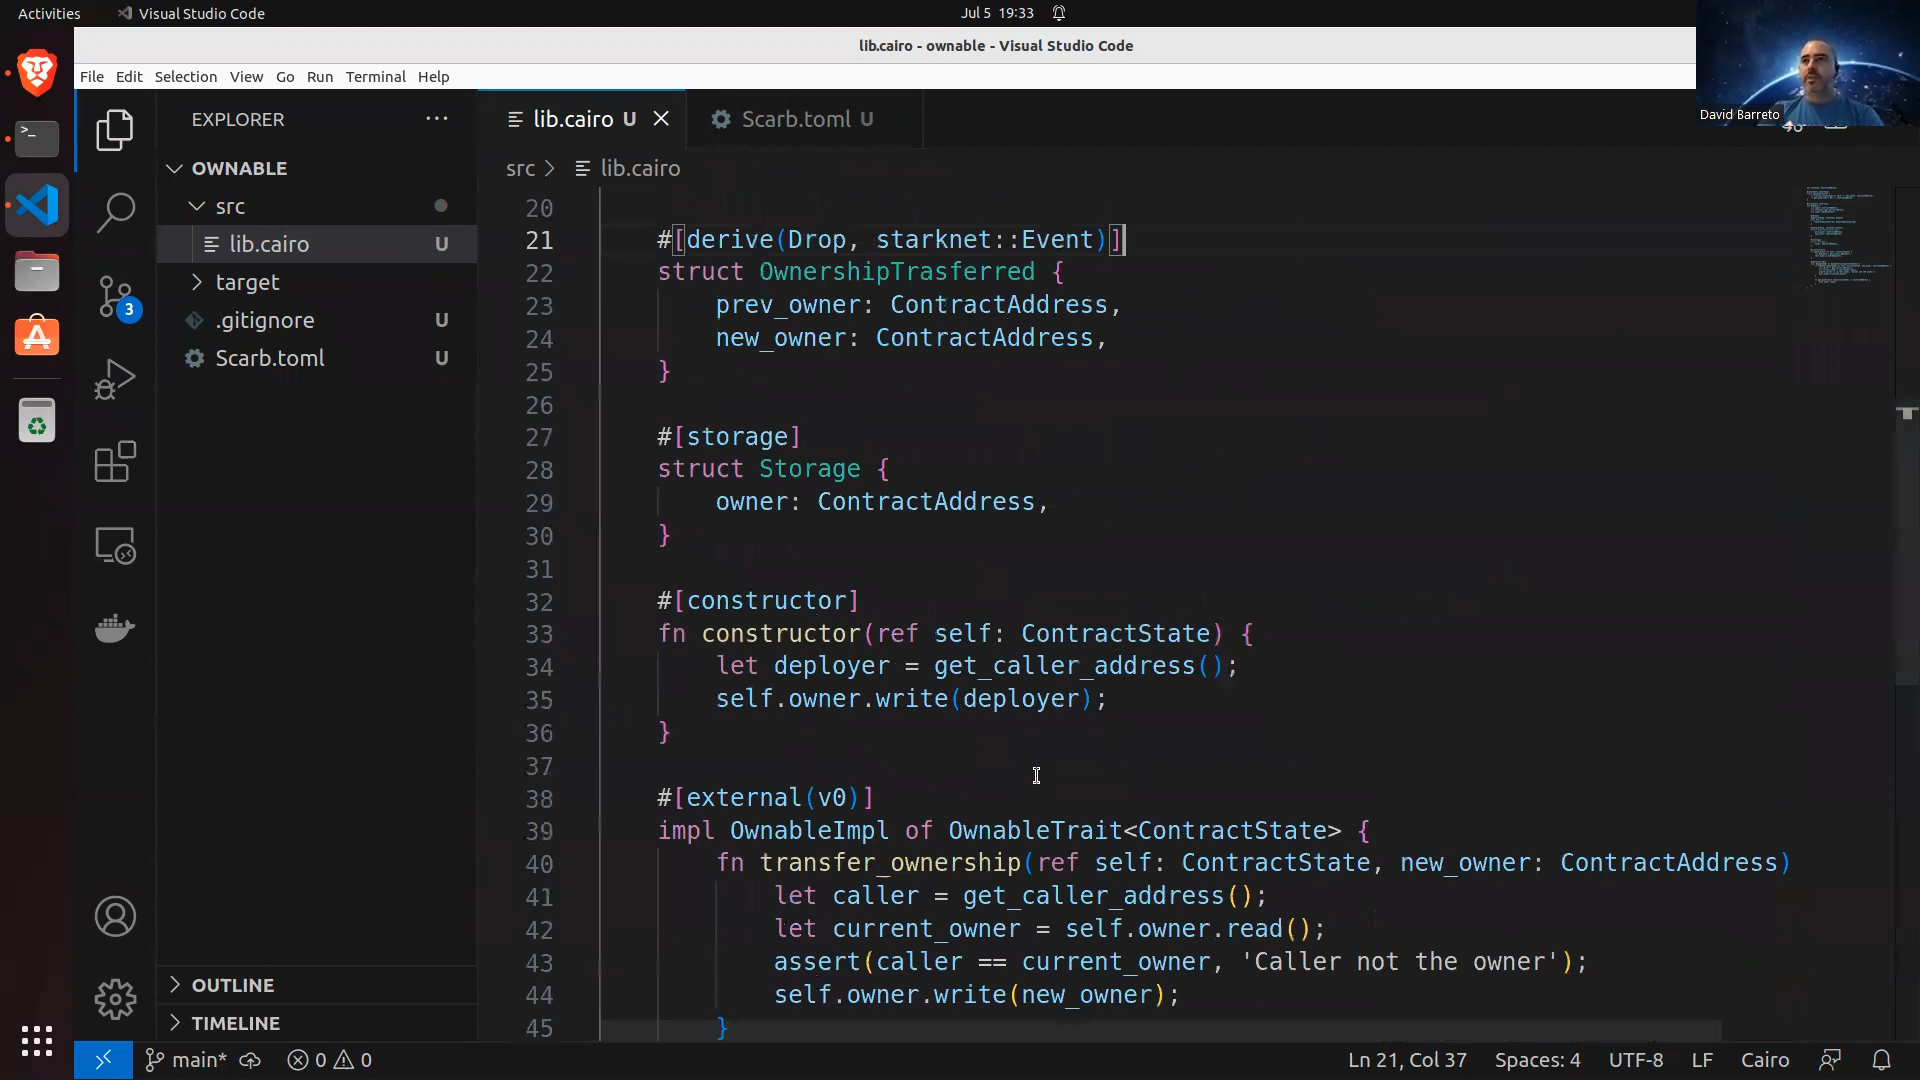 Activities
Visual Studio Code
Jul 5 19:33
lib.cairo - ownable - Visual Studio Code
David Barreto
File Edit Selection View Go Run Terminal Help
EXPLORER
OWNABLE
src
lib.cairo U
target
.gitignore U
Scarb.toml U
OUTLINE
TIMELINE
3
lib.cairo U
Scarb.toml U
src > lib.cairo
20
21 #[derive(Drop, starknet::Event)]
22 struct OwnershipTrasferred {
23 prev_owner: ContractAddress,
24 new_owner: ContractAddress,
25 }
26
27 #[storage]
28 struct Storage {
29 owner: ContractAddress,
30 }
31
32 #[constructor]
33 fn constructor(ref self: ContractState) {
34 let deployer = get_caller_address();
35 self.owner.write(deployer);
36 }
37
38 #[external(v0)]
39 impl OwnableImpl of OwnableTrait<ContractState> {
40 fn transfer_ownership(ref self: ContractState, new_owner: ContractAddress)
41 let caller = get_caller_address();
42 let current_owner = self.owner.read();
43 assert(caller == current_owner, 'Caller not the owner');
44 self.owner.write(new_owner);
45 }
main* 0 0
Ln 21, Col 37 Spaces: 4 UTF-8 LF Cairo